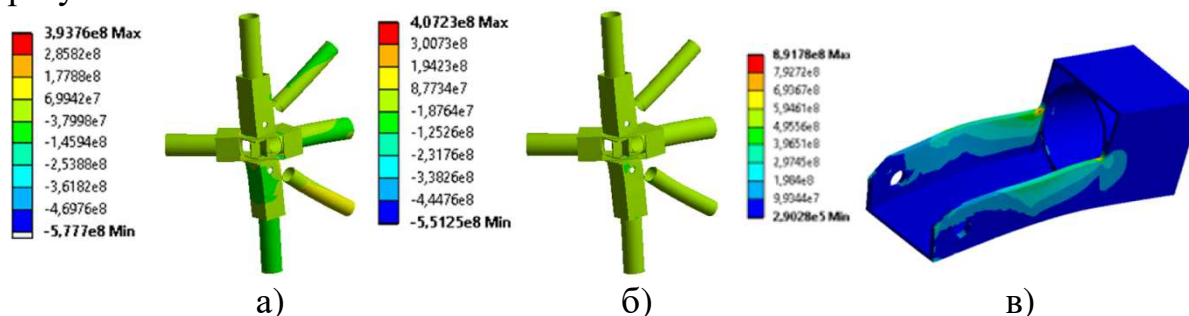 3,9376e8 Max
2,8582e8
1,7788e8
6,9942e7
-3,7998e7
-1,4594e8
-2,5388e8
-3,6182e8
-4,6976e8
-5,777e8 Min
4,0723e8 Max
3,0073e8
1,9423e8
8,7734e7
-1,8764e7
-1,2526e8
-2,3176e8
-3,3826e8
-4,4476e8
-5,5125e8 Min
8,9178e8 Max
7,9272e8
6,9367e8
5,9461e8
4,9556e8
3,9651e8
2,9745e8
1,984e8
9,9344e7
2,9028e5 Min
а)
б)
в)